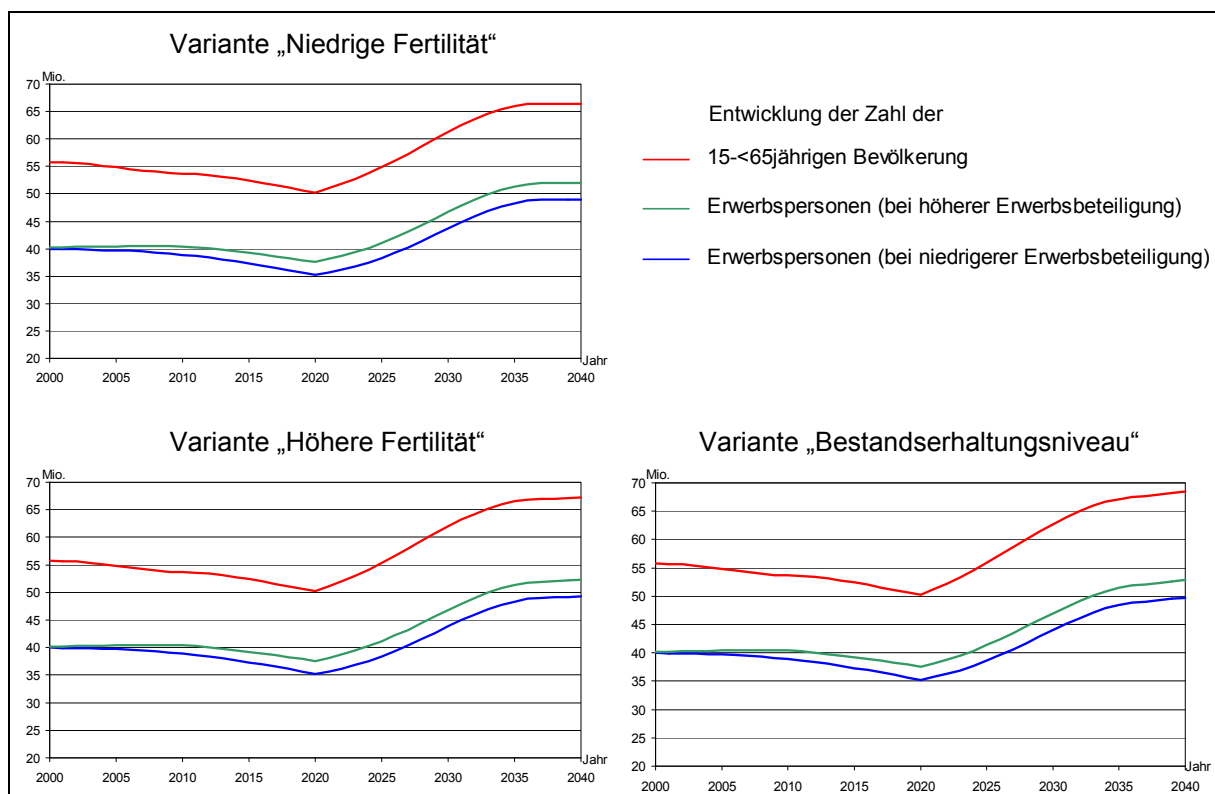 Variante „Niedrige Fertilität“
Mio.
70
65
60
55
50
45
40
35
30
25
20
Jahr
2000 2005 2010 2015 2020 2025 2030 2035 2040
Entwicklung der Zahl der
15-<65jährigen Bevölkerung
Erwerbspersonen (bei höherer Erwerbsbeteiligung)
Erwerbspersonen (bei niedrigerer Erwerbsbeteiligung)
Variante „Höhere Fertilität“
Mio.
70
65
60
55
50
45
40
35
30
25
20
Jahr
2000 2005 2010 2015 2020 2025 2030 2035 2040
Variante „Bestandserhaltungsniveau“
Mio.
70
65
60
55
50
45
40
35
30
25
20
Jahr
2000 2005 2010 2015 2020 2025 2030 2035 2040